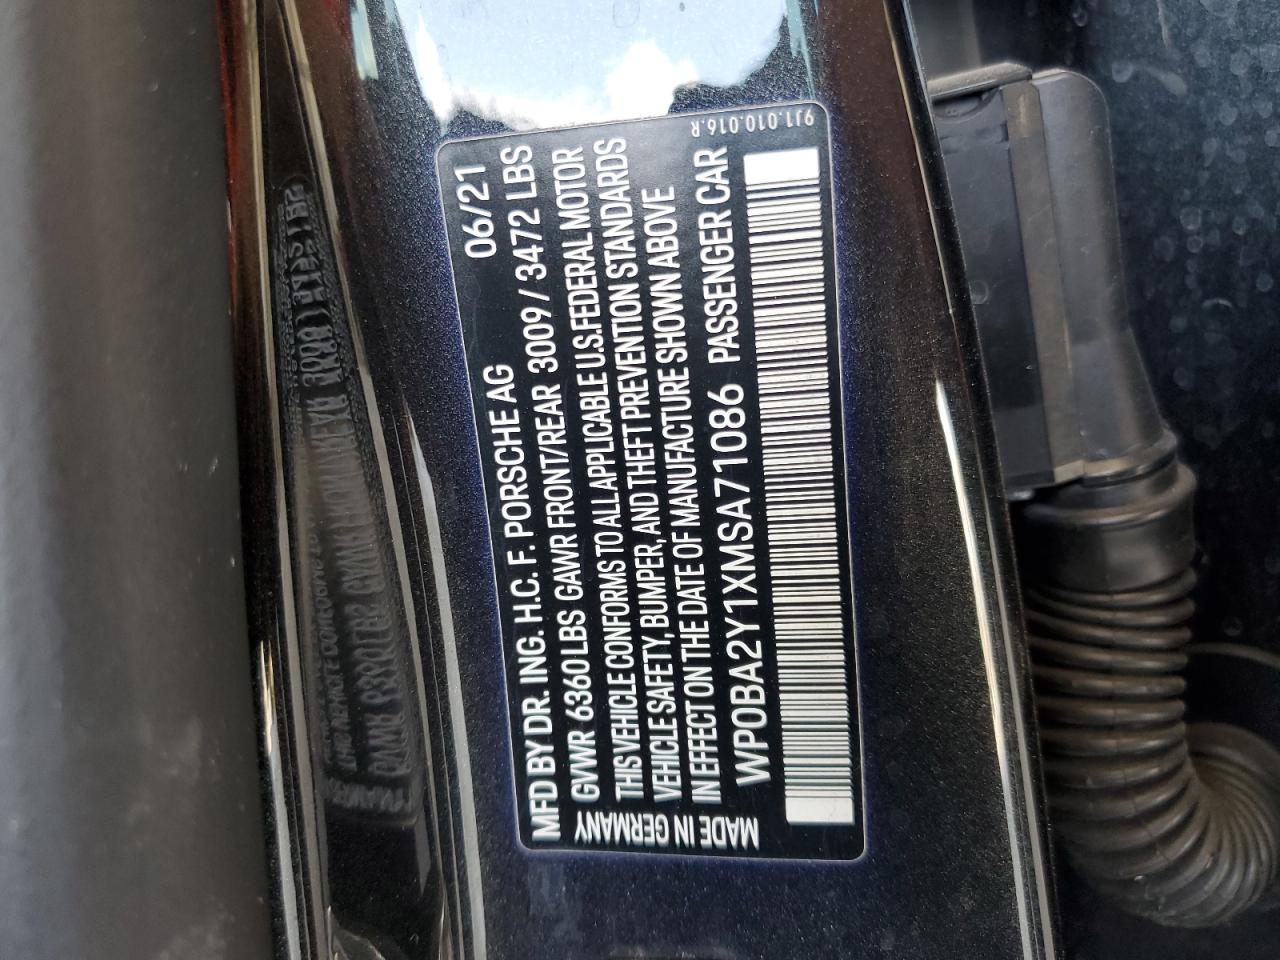 MFD BY DR. ING. H.C. F. PORSCHE AG 06/21
GVWR 6360 LBS GAWR FRONT/REAR 3009 / 3472 LBS
THIS VEHICLE CONFORMS TO ALL APPLICABLE U.S. FEDERAL MOTOR
VEHICLE SAFETY, BUMPER, AND THEFT PREVENTION STANDARDS
IN EFFECT ON THE DATE OF MANUFACTURE SHOWN ABOVE
WP0BA2Y1XMSA71086 PASSENGER CAR
MADE IN GERMANY
9J1.010.016.R